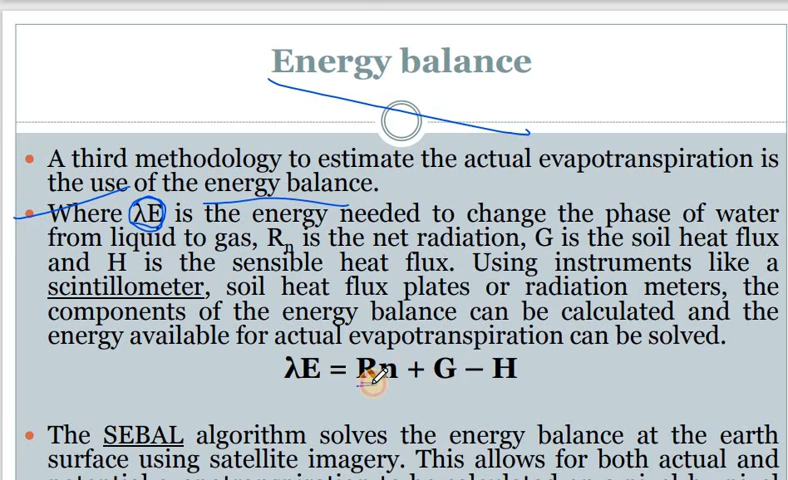 Energy balance
• A third methodology to estimate the actual evapotranspiration is
the use of the energy balance.
• Where λE is the energy needed to change the phase of water
from liquid to gas, Rn is the net radiation, G is the soil heat flux
and H is the sensible heat flux. Using instruments like a
scintillometer, soil heat flux plates or radiation meters, the
components of the energy balance can be calculated and the
energy available for actual evapotranspiration can be solved.
λE = Rn + G – H
• The SEBAL algorithm solves the energy balance at the earth
surface using satellite imagery. This allows for both actual and